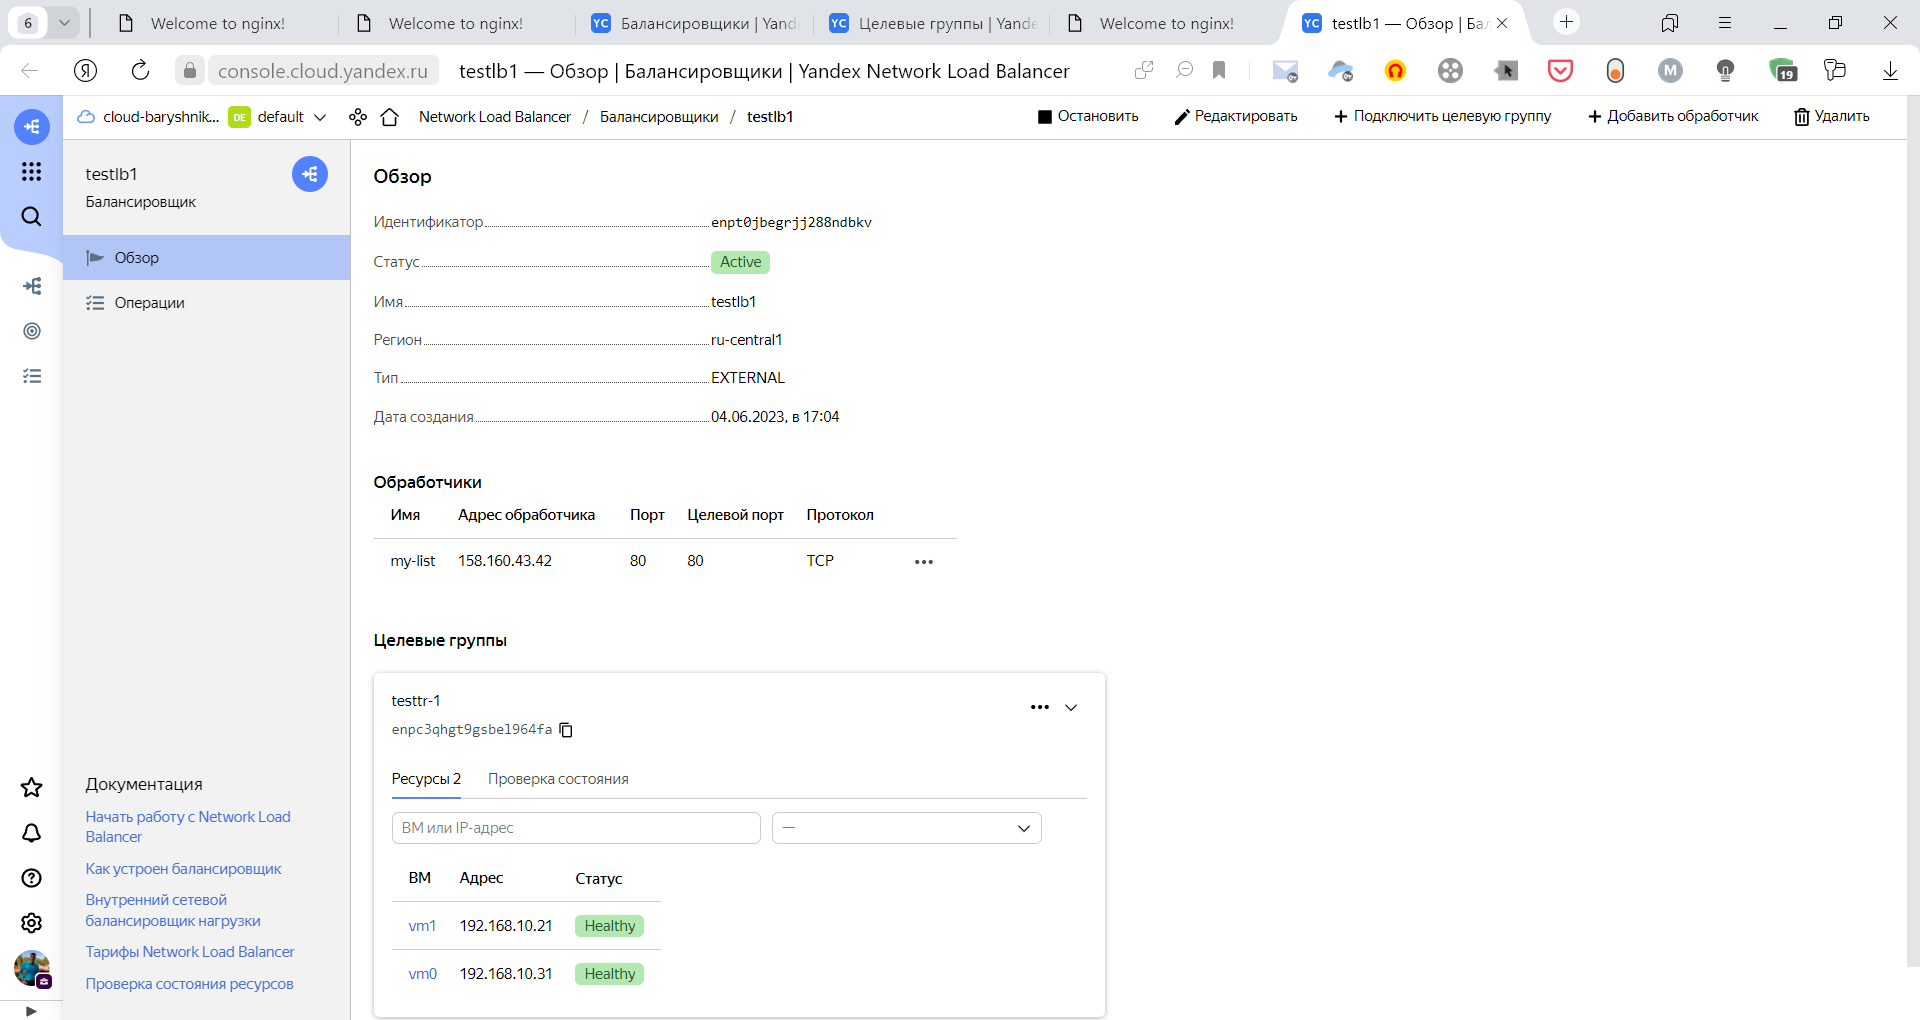 6
Welcome to nginx!
Welcome to nginx!
YC Балансировщики | Yand
YC Целевые группы | Yande
Welcome to nginx!
YC testlb1 — Обзор | Бал
console.cloud.yandex.ru
testlb1 — Обзор | Балансировщики | Yandex Network Load Balancer
M
19
cloud-baryshnik...
DE default
Network Load Balancer / Балансировщики / testlb1
Остановить
Редактировать
Подключить целевую группу
Добавить обработчик
Удалить
testlb1
Балансировщик
Обзор
Операции
Документация
Начать работу с Network Load
Balancer
Как устроен балансировщик
Внутренний сетевой
балансировщик нагрузки
Тарифы Network Load Balancer
Проверка состояния ресурсов
Обзор
Идентификатор enpt0jbegrjj288ndbkv
Статус Active
Имя testlb1
Регион ru-central1
Тип EXTERNAL
Дата создания 04.06.2023, в 17:04
Обработчики
Имя Адрес обработчика Порт Целевой порт Протокол
my-list 158.160.43.42 80 80 TCP
Целевые группы
testtr-1
enpc3qhgt9gsbel964fa
Ресурсы 2 Проверка состояния
ВМ или IP-адрес —
ВМ Адрес Статус
vm1 192.168.10.21 Healthy
vm0 192.168.10.31 Healthy